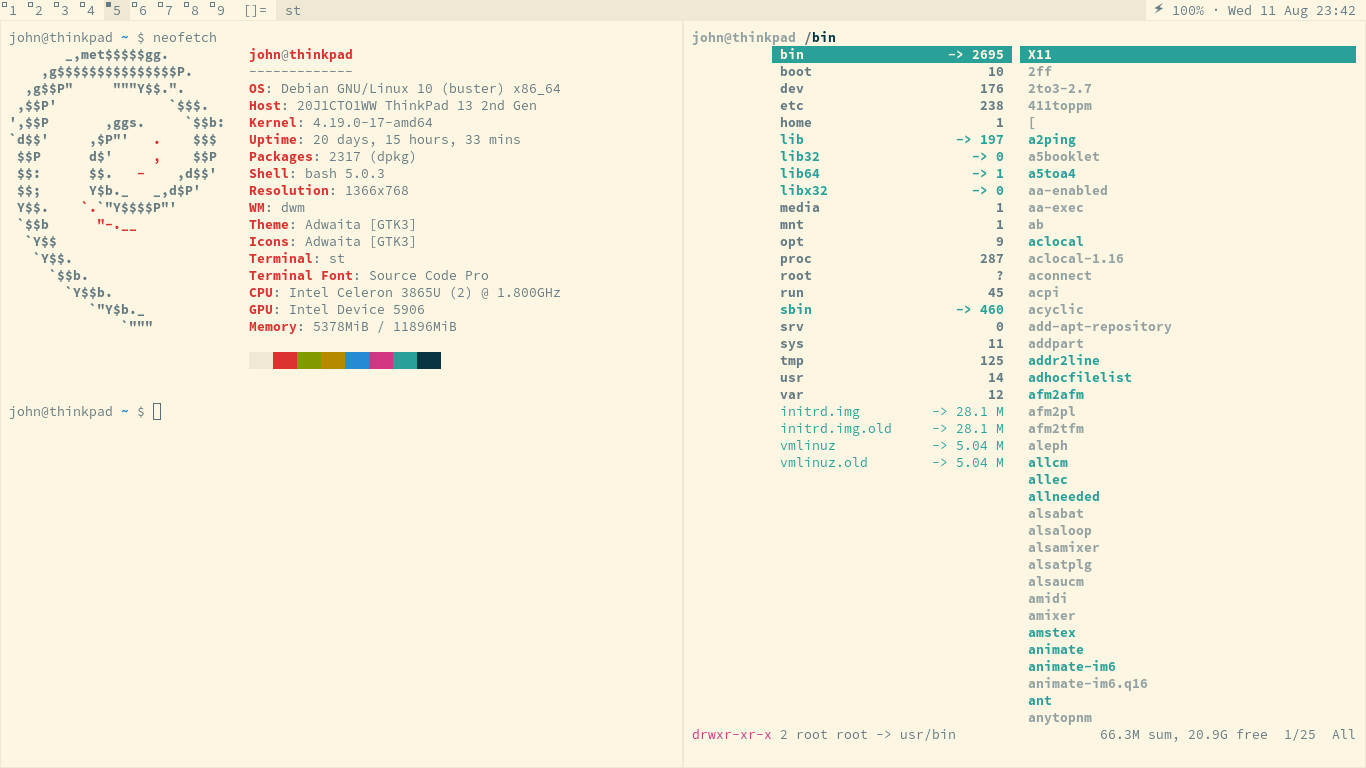 1 2 3 4 5 6 7 8 9 []= st 100% · Wed 11 Aug 23:42
john@thinkpad ~ $ neofetch
       _,met$$$$$gg.
    ,g$$$$$$$$$$$$$$$P.
  ,g$$P"     """Y$$.".
 ,$$P'              `$$$.
',$$P       ,ggs.     `$$b:
`d$$'     ,$P"'   .    $$$
 $$P      d$'     ,    $$P
 $$:      $$.   -    ,d$$'
 $$;      Y$b._   _,d$P'
 Y$$.    `.`"Y$$$$P"'
 `$$b      "-.__
  `Y$$
   `Y$$.
     `$$b.
       `Y$$b.
          `"Y$b._
              `"""
john@thinkpad
-------------
OS: Debian GNU/Linux 10 (buster) x86_64
Host: 20J1CTO1WW ThinkPad 13 2nd Gen
Kernel: 4.19.0-17-amd64
Uptime: 20 days, 15 hours, 33 mins
Packages: 2317 (dpkg)
Shell: bash 5.0.3
Resolution: 1366x768
WM: dwm
Theme: Adwaita [GTK3]
Icons: Adwaita [GTK3]
Terminal: st
Terminal Font: Source Code Pro
CPU: Intel Celeron 3865U (2) @ 1.800GHz
GPU: Intel Device 5906
Memory: 5378MiB / 11896MiB
john@thinkpad ~ $
john@thinkpad /bin
bin -> 2695
boot 10
dev 176
etc 238
home 1
lib -> 197
lib32 -> 0
lib64 -> 1
libx32 -> 0
media 1
mnt 1
opt 9
proc 287
root ?
run 45
sbin -> 460
srv 0
sys 11
tmp 125
usr 14
var 12
initrd.img -> 28.1 M
initrd.img.old -> 28.1 M
vmlinuz -> 5.04 M
vmlinuz.old -> 5.04 M
X11
2ff
2to3-2.7
411toppm
[
a2ping
a5booklet
a5toa4
aa-enabled
aa-exec
ab
aclocal
aclocal-1.16
aconnect
acpi
acyclic
add-apt-repository
addpart
addr2line
adhocfilelist
afm2afm
afm2pl
afm2tfm
aleph
allcm
allec
allneeded
alsabat
alsaloop
alsamixer
alsatplg
alsaucm
amidi
amixer
amstex
animate
animate-im6
animate-im6.q16
ant
anytopnm
drwxr-xr-x 2 root root -> usr/bin 66.3M sum, 20.9G free 1/25 All